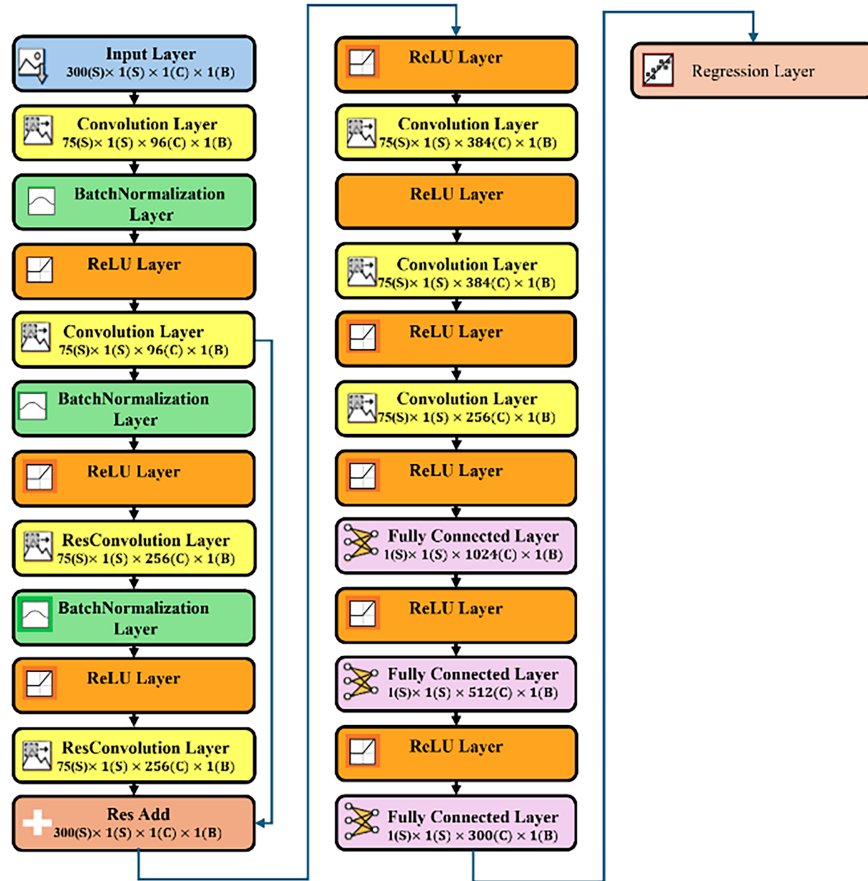 Input Layer
300(S)× 1(S) × 1(C) × 1(B)
Convolution Layer
75(S)× 1(S) × 96(C) × 1(B)
BatchNormalization
Layer
ReLU Layer
Convolution Layer
75(S)× 1(S) × 96(C) × 1(B)
BatchNormalization
Layer
ReLU Layer
ResConvolution Layer
75(S)× 1(S) × 256(C) × 1(B)
BatchNormalization
Layer
ReLU Layer
ResConvolution Layer
75(S)× 1(S) × 256(C) × 1(B)
Res Add
300(S)× 1(S) × 1(C) × 1(B)
ReLU Layer
Convolution Layer
75(S)× 1(S) × 384(C) × 1(B)
ReLU Layer
Convolution Layer
75(S)× 1(S) × 384(C) × 1(B)
ReLU Layer
Convolution Layer
75(S)× 1(S) × 256(C) × 1(B)
ReLU Layer
Fully Connected Layer
1(S)× 1(S) × 1024(C) × 1(B)
ReLU Layer
Fully Connected Layer
1(S)× 1(S) × 512(C) × 1(B)
ReLU Layer
Fully Connected Layer
1(S)× 1(S) × 300(C) × 1(B)
Regression Layer